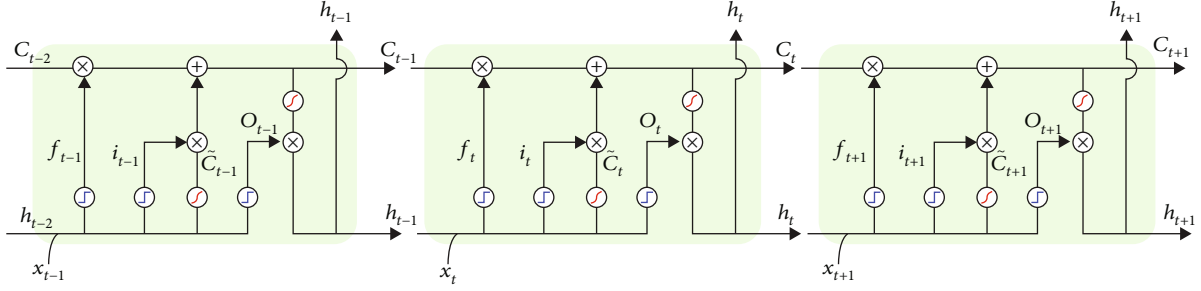 h_{t-1}
h_t
h_{t+1}
C_{t-2}
C_{t-1}
C_t
C_{t+1}
× + × + × +
O_{t-1}
O_t
O_{t+1}
f_{t-1} i_{t-1} × × f_t i_t × × f_{t+1} i_{t+1} × ×
C̃_{t-1}
C̃_t
C̃_{t+1}
h_{t-2}
h_{t-1}
h_t
h_{t+1}
x_{t-1}
x_t
x_{t+1}